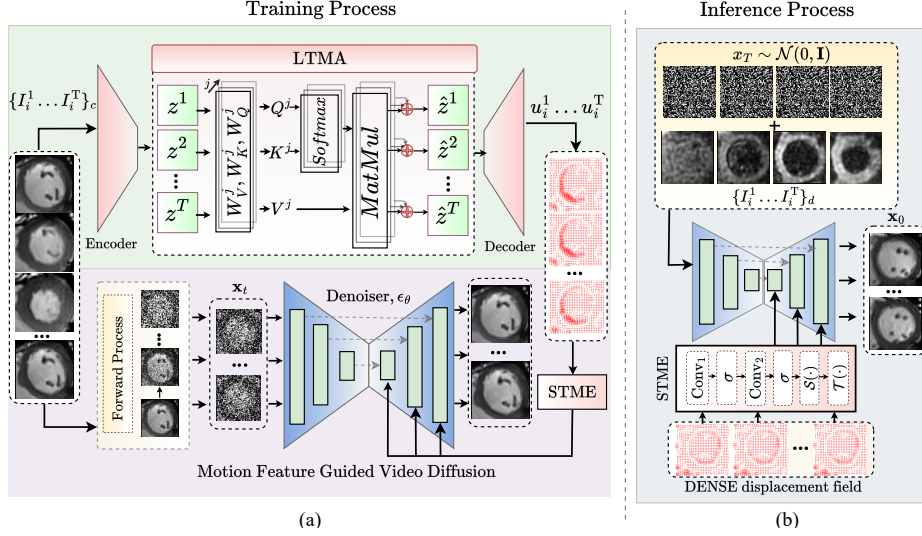 Training Process
Inference Process
LTMA
{I_i^1 ... I_i^T}_c
Encoder
z^1
z^2
...
z^T
j
W_V^j, W_K^j, W_Q^j
Q^j
K^j
V^j
Softmax
MatMul
ẑ^1
ẑ^2
...
ẑ^T
Decoder
u_i^1 ... u_i^T
...
...
Forward Process
...
x_t
...
Denoiser, ϵ_θ
...
STME
Motion Feature Guided Video Diffusion
(a)
x_T ∼ N(0, I)
+
{I_i^1 ... I_i^T}_d
x_0
...
STME
Conv_1
σ
Conv_2
σ
S(·)
T(·)
...
DENSE displacement field
(b)